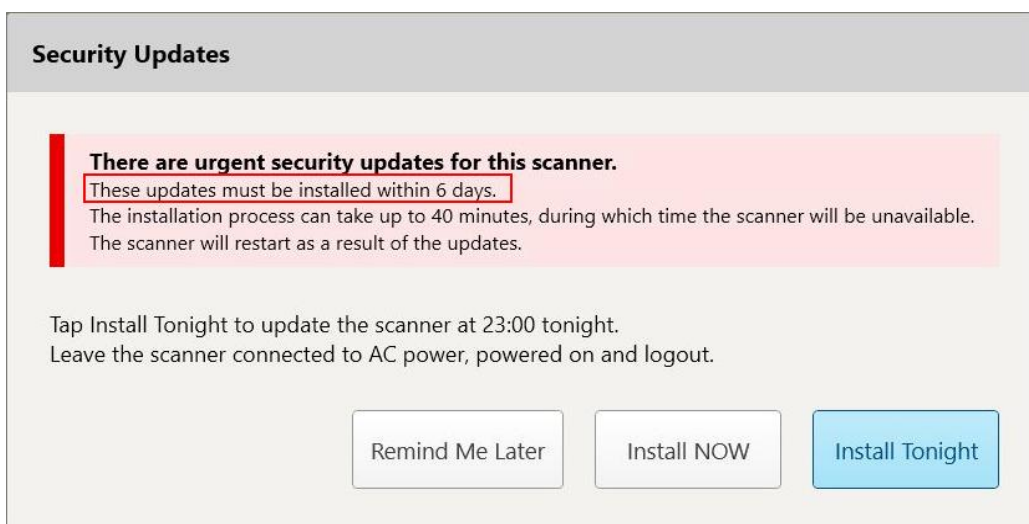 Security Updates
There are urgent security updates for this scanner.
These updates must be installed within 6 days.
The installation process can take up to 40 minutes, during which time the scanner will be unavailable.
The scanner will restart as a result of the updates.
Tap Install Tonight to update the scanner at 23:00 tonight.
Leave the scanner connected to AC power, powered on and logout.
Remind Me Later
Install NOW
Install Tonight